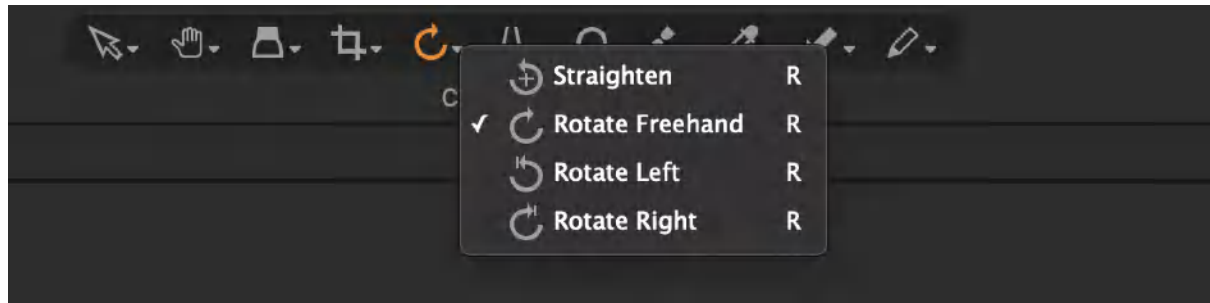 C
Straighten R
Rotate Freehand R
Rotate Left R
Rotate Right R